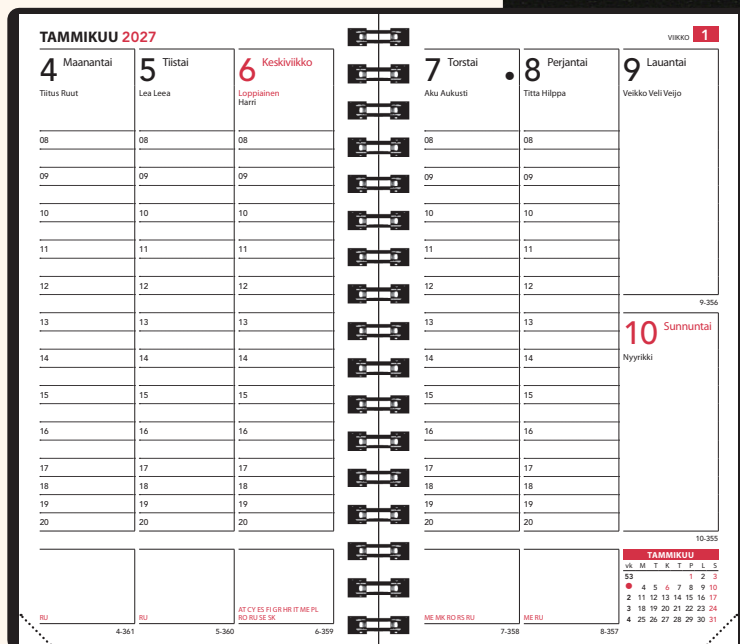 TAMMIKUU 2027
4 Maanantai
Tiitus Ruut
08
09
10
11
12
13
14
15
16
17
18
19
20
RU
4-361
5 Tiistai
Lea Leea
08
09
10
11
12
13
14
15
16
17
18
19
20
RU
5-360
6 Keskiviikko
Loppiainen
Harri
08
09
10
11
12
13
14
15
16
17
18
19
20
AT CY ES FI GR HR IT ME PL
RO RU SE SK
6-359
VIIKKO 1
7 Torstai
Aku Aukusti
08
09
10
11
12
13
14
15
16
17
18
19
20
ME MK RO RS RU
7-358
8 Perjantai
Titta Hilppa
08
09
10
11
12
13
14
15
16
17
18
19
20
ME RU
8-357
9 Lauantai
Veikko Veli Veijo
9-356
10 Sunnuntai
Nyyrikki
10-355
TAMMIKUU
vk M T K T P L S
53 1 2 3
4 5 6 7 8 9 10
2 11 12 13 14 15 16 17
3 18 19 20 21 22 23 24
4 25 26 27 28 29 30 31